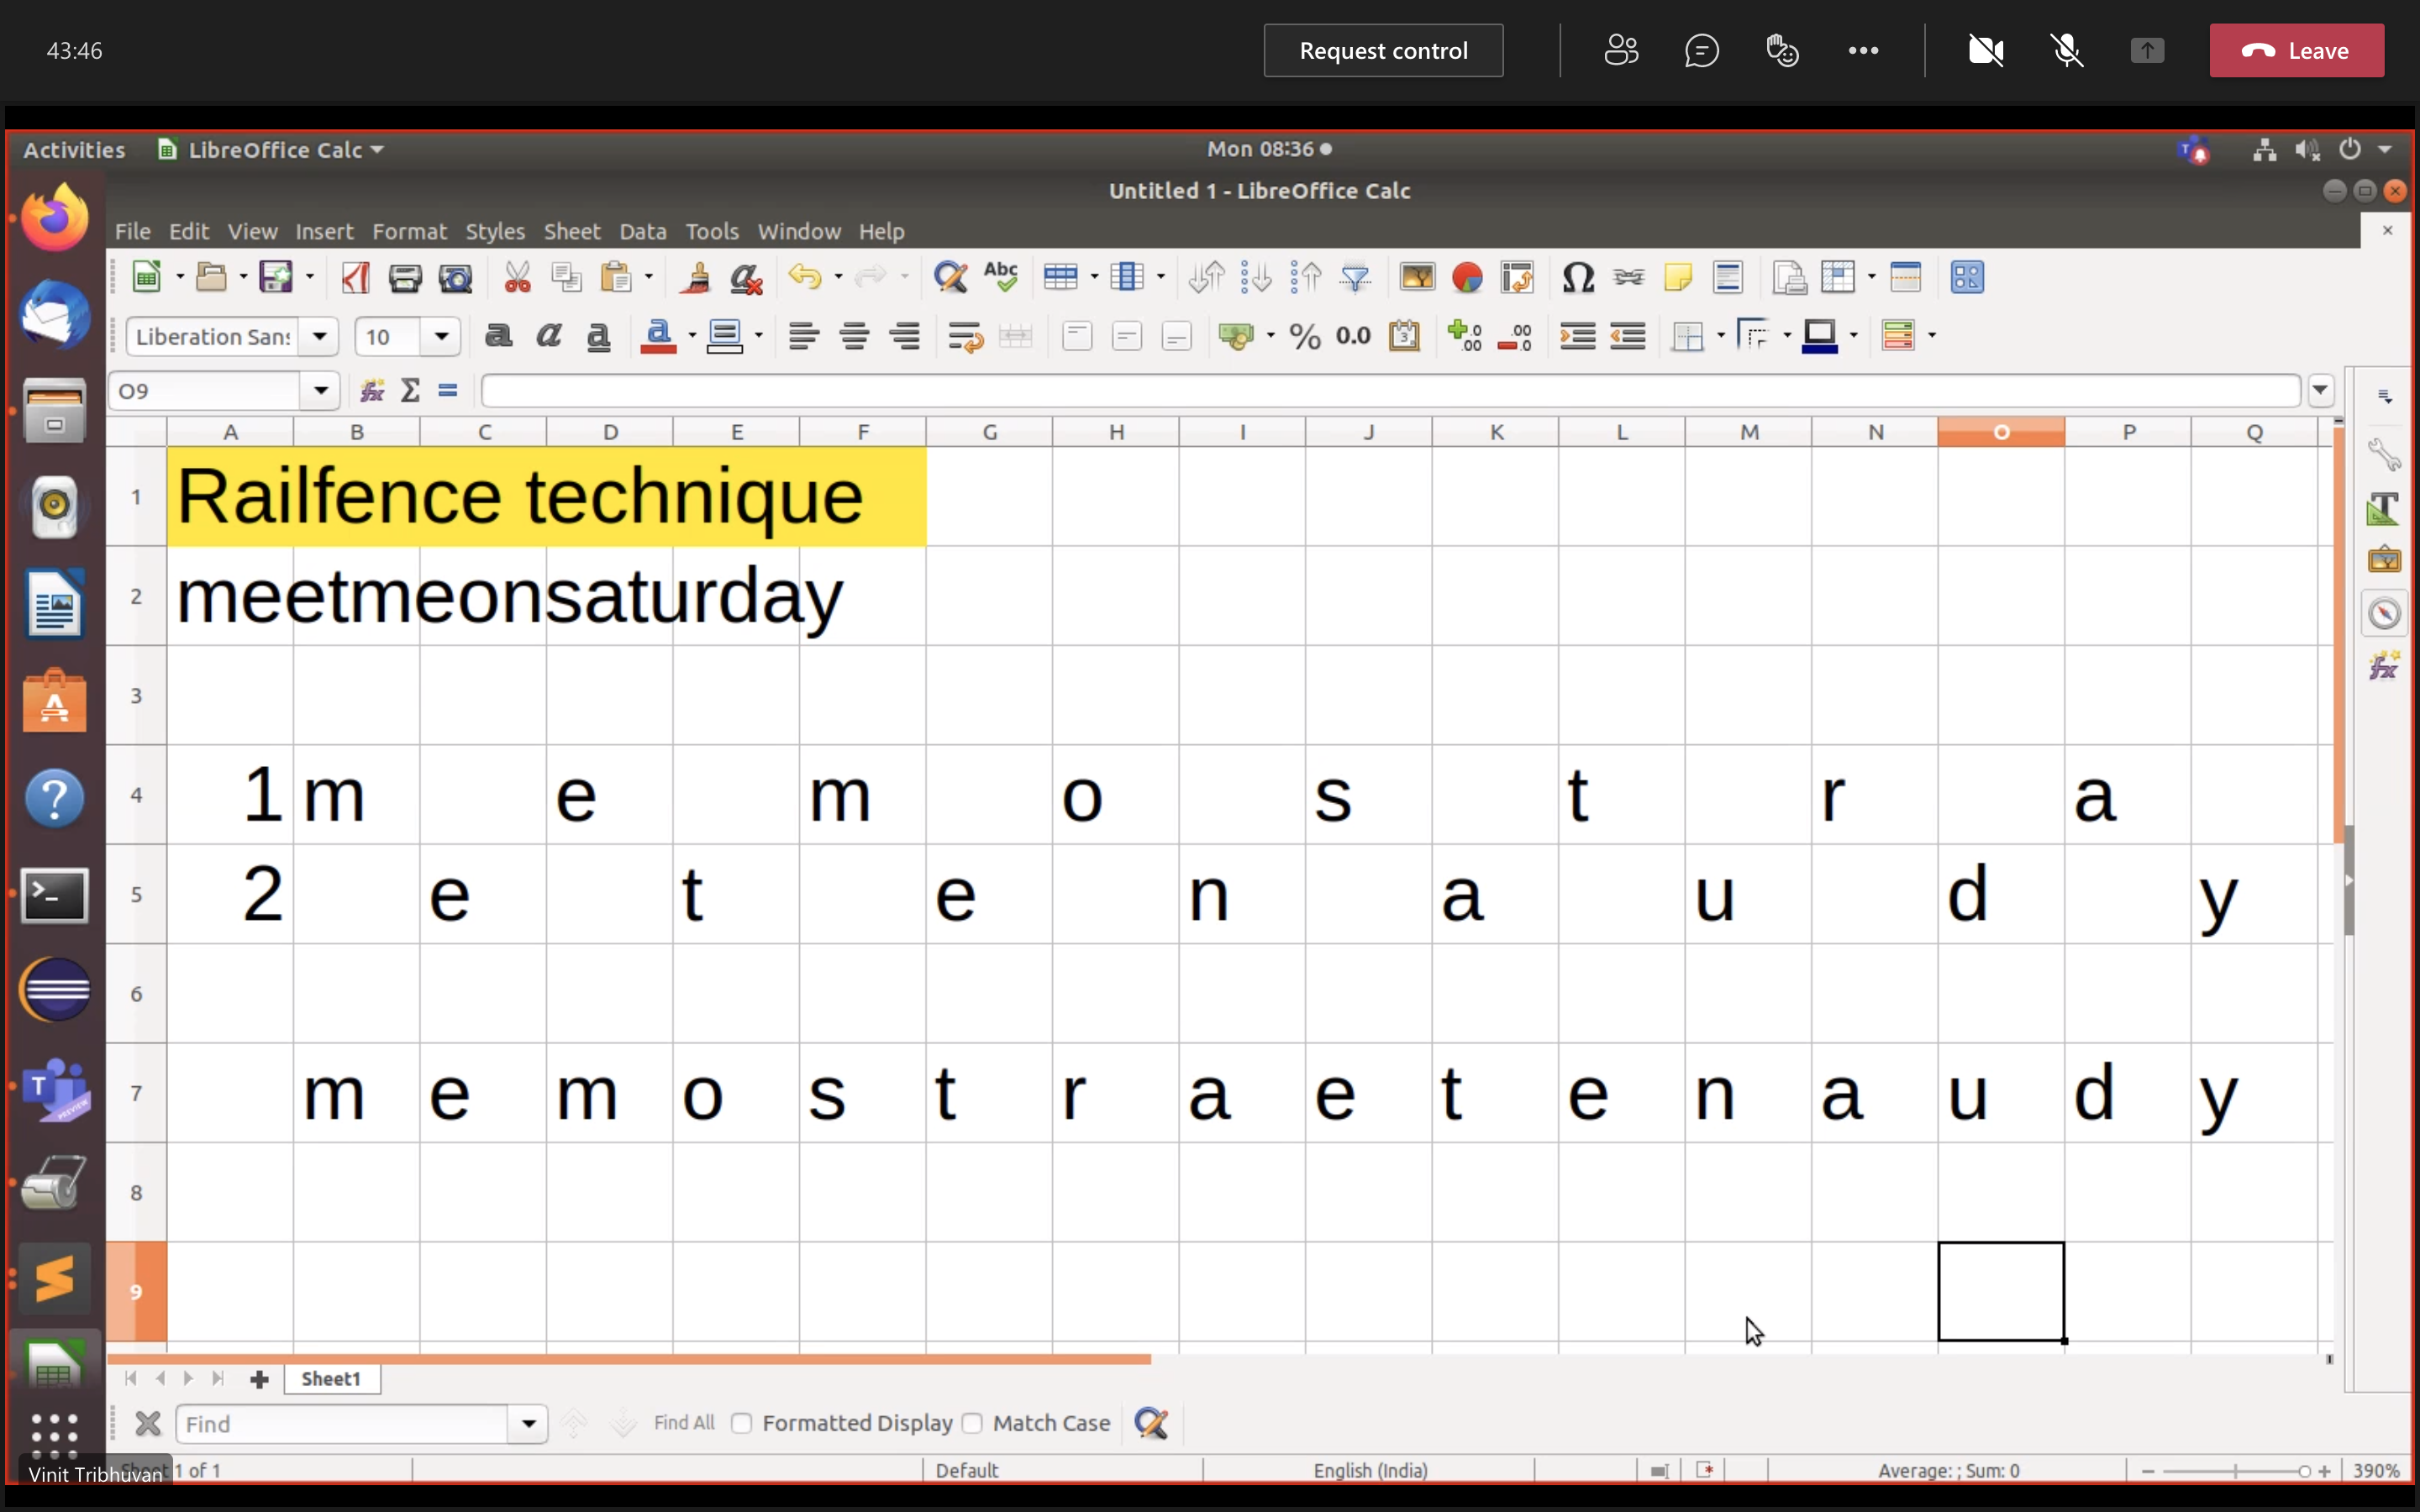 43:46 Request control Leave
Activities LibreOffice Calc Mon 08:36
Untitled 1 - LibreOffice Calc
File Edit View Insert Format Styles Sheet Data Tools Window Help
Liberation Sans 10
O9
A B C D E F G H I J K L M N O P Q
1 Railfence technique
2 meetmeonsaturday
3
4 1 m e m o s t r a
5 2 e t e n a u d y
6
7 m e m o s t r a e t e n a u d y
8
9
Sheet1
Find Find All Formatted Display Match Case
Vinit Tribhuvan 1 of 1 Default English (India) Average: ; Sum: 0 390%